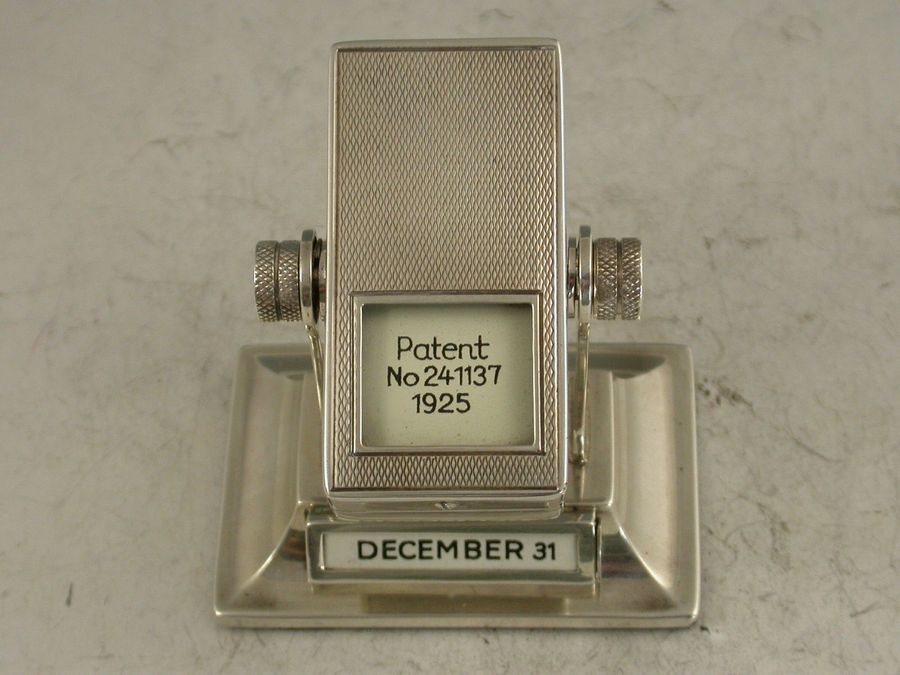 Patent
No 241137
1925
DECEMBER 31